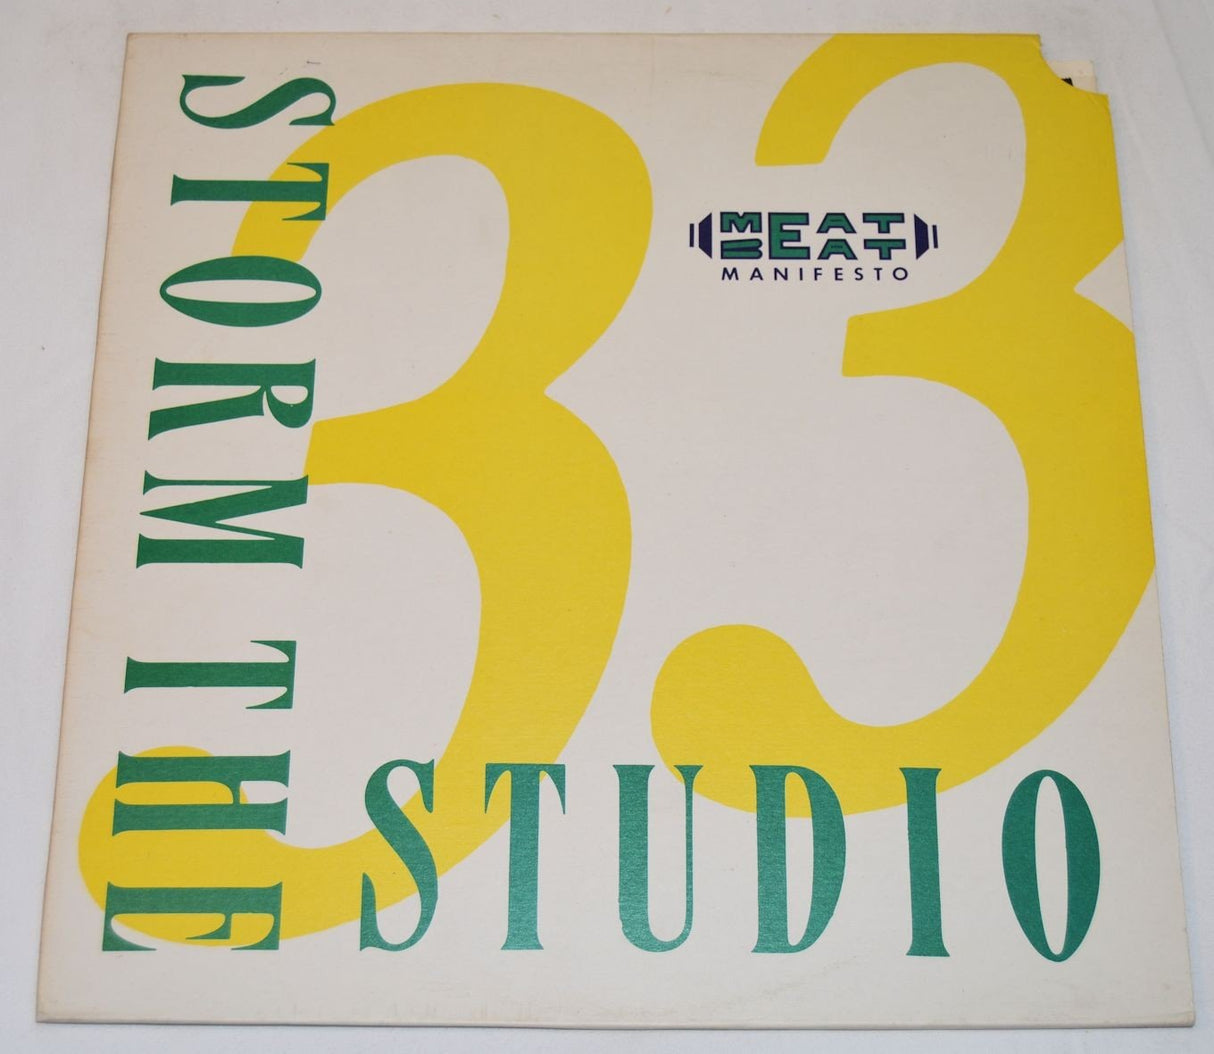 33
MEAT
BEAT
MANIFESTO
STORM THE
STUDIO